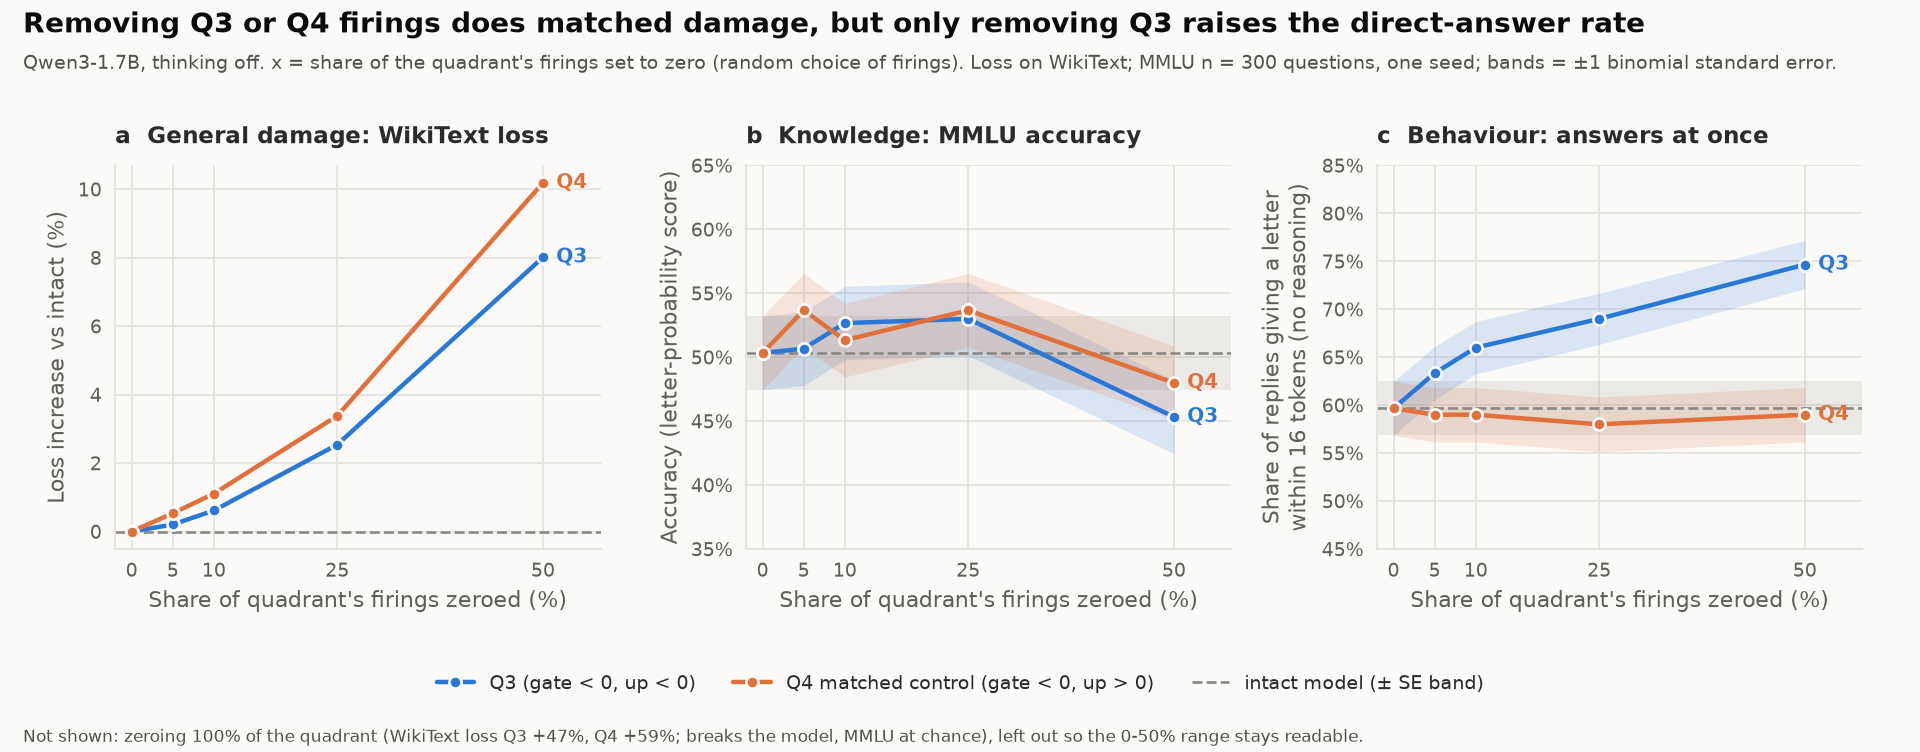 Removing Q3 or Q4 firings does matched damage, but only removing Q3 raises the direct-answer rate
Qwen3-1.7B, thinking off. x = share of the quadrant's firings set to zero (random choice of firings). Loss on WikiText; MMLU n = 300 questions, one seed; bands = ±1 binomial standard error.
a General damage: WikiText loss
Loss increase vs intact (%)
10
8
6
4
2
0
Q4
Q3
0 5 10 25 50
Share of quadrant's firings zeroed (%)
b Knowledge: MMLU accuracy
Accuracy (letter-probability score)
65%
60%
55%
50%
45%
40%
35%
Q4
Q3
0 5 10 25 50
Share of quadrant's firings zeroed (%)
c Behaviour: answers at once
Share of replies giving a letter
within 16 tokens (no reasoning)
85%
80%
75%
70%
65%
60%
55%
50%
45%
Q3
Q4
0 5 10 25 50
Share of quadrant's firings zeroed (%)
Q3 (gate < 0, up < 0)
Q4 matched control (gate < 0, up > 0)
intact model (± SE band)
Not shown: zeroing 100% of the quadrant (WikiText loss Q3 +47%, Q4 +59%; breaks the model, MMLU at chance), left out so the 0-50% range stays readable.